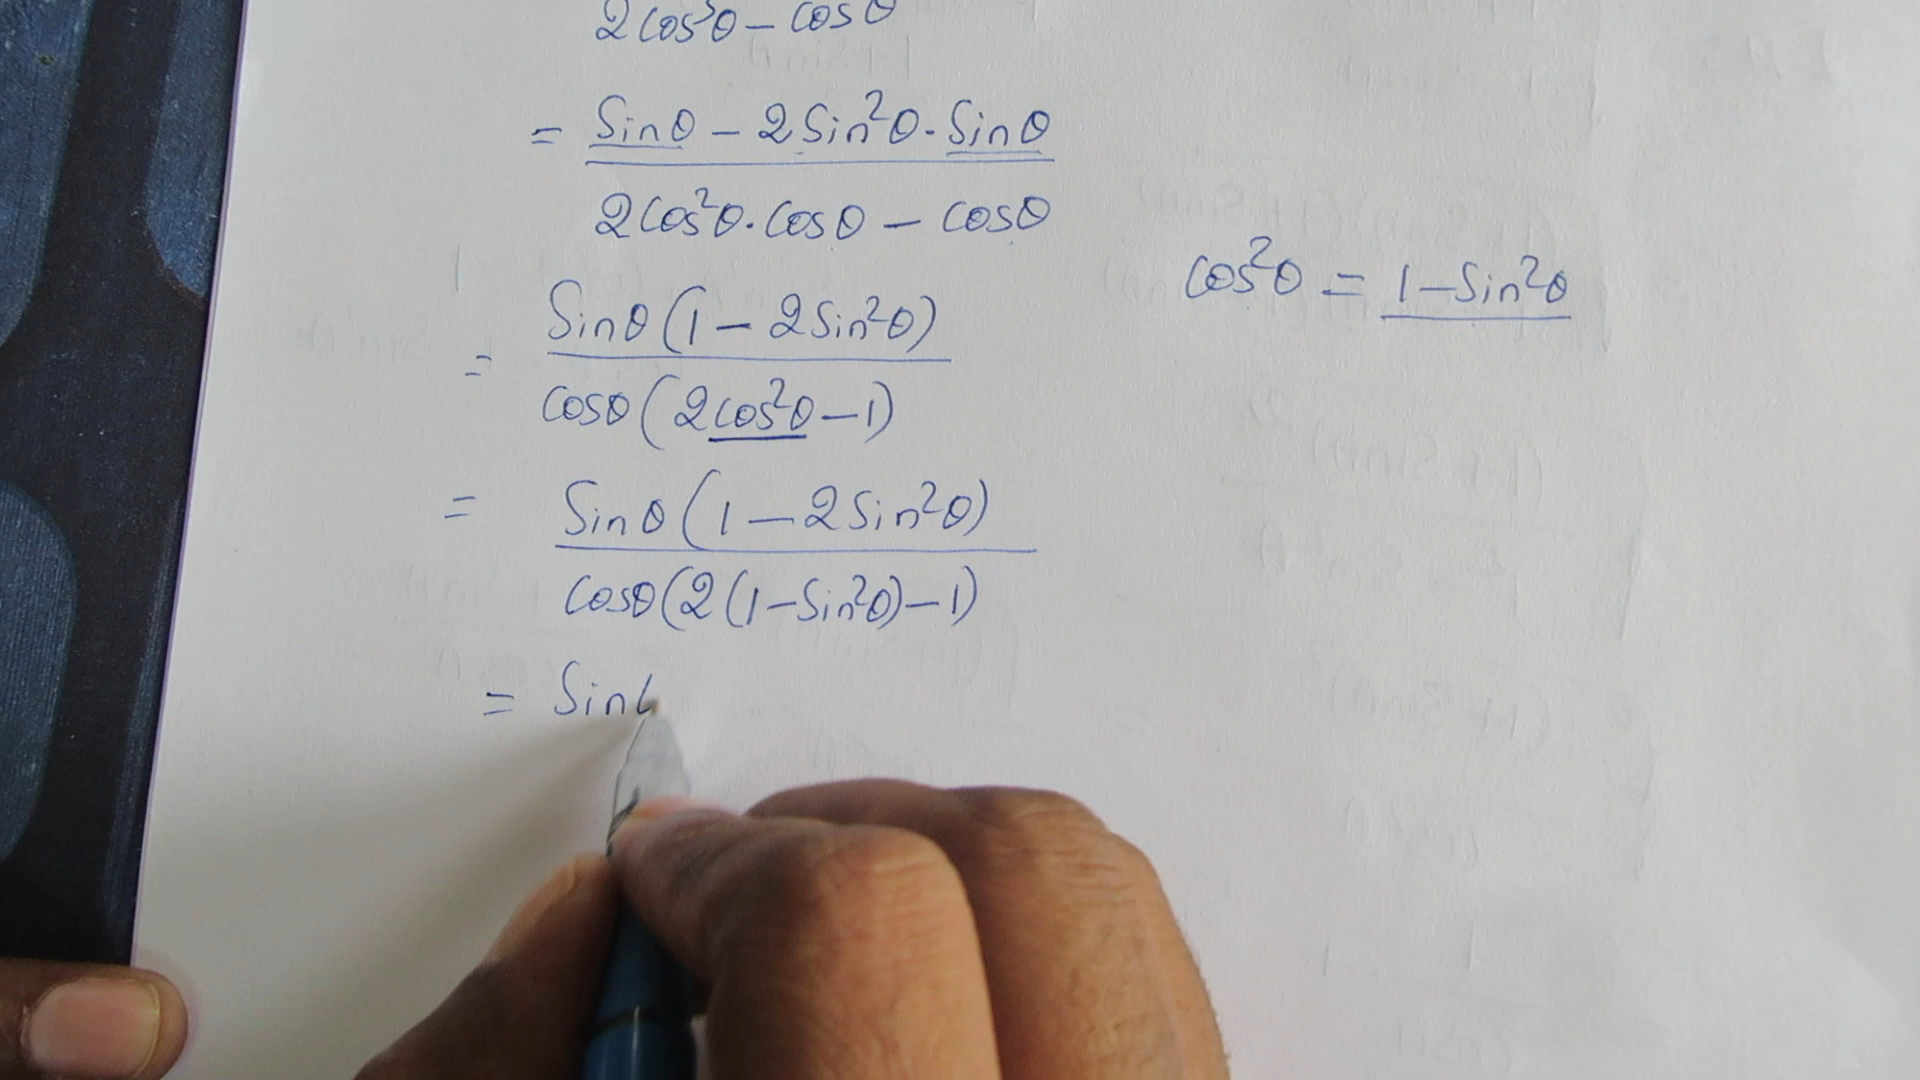 2cos³θ – cosθ
= Sinθ – 2Sin²θ·Sinθ
2cos²θ·cosθ – cosθ
= Sinθ(1 – 2Sin²θ)
cosθ(2cos²θ – 1)
cos²θ = 1–Sin²θ
= Sinθ(1 – 2Sin²θ)
cosθ(2(1–Sin²θ)–1)
= Sin